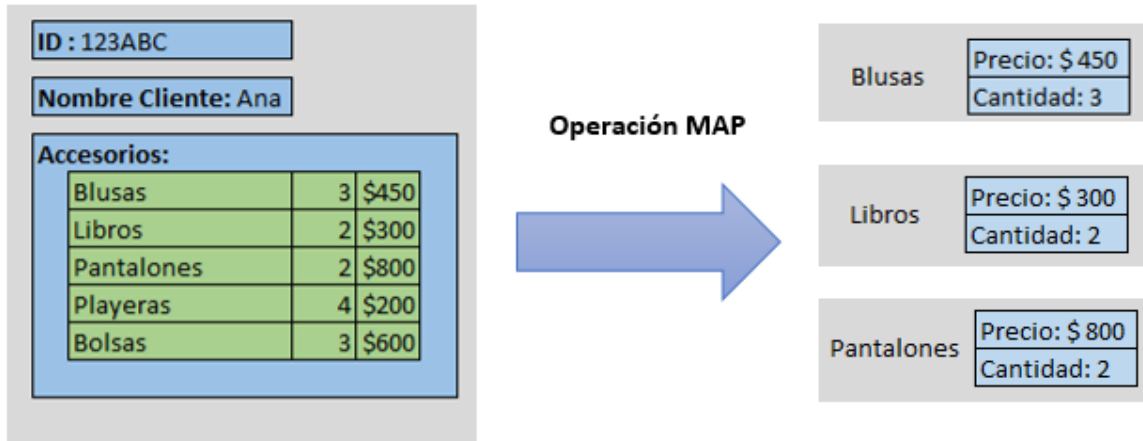 ID : 123ABC
Nombre Cliente: Ana
Accesorios:
Blusas 3 $450
Libros 2 $300
Pantalones 2 $800
Playeras 4 $200
Bolsas 3 $600
Operación MAP
Blusas
Precio: $ 450
Cantidad: 3
Libros
Precio: $ 300
Cantidad: 2
Pantalones
Precio: $ 800
Cantidad: 2